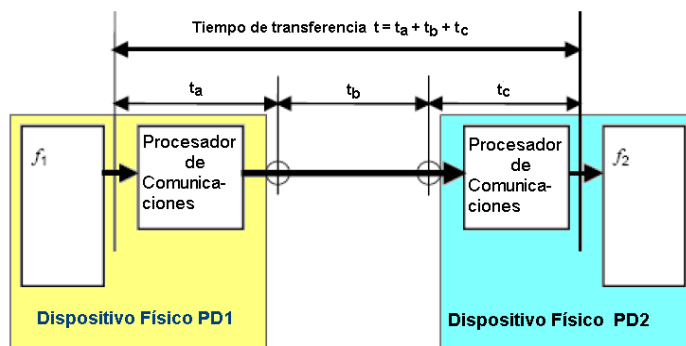 Tiempo de transferencia t = ta + tb + tc
ta
tb
tc
f1
Procesador
de
Comunica-
ciones
Procesador
de
Comunica-
ciones
f2
Dispositivo Físico PD1
Dispositivo Físico PD2